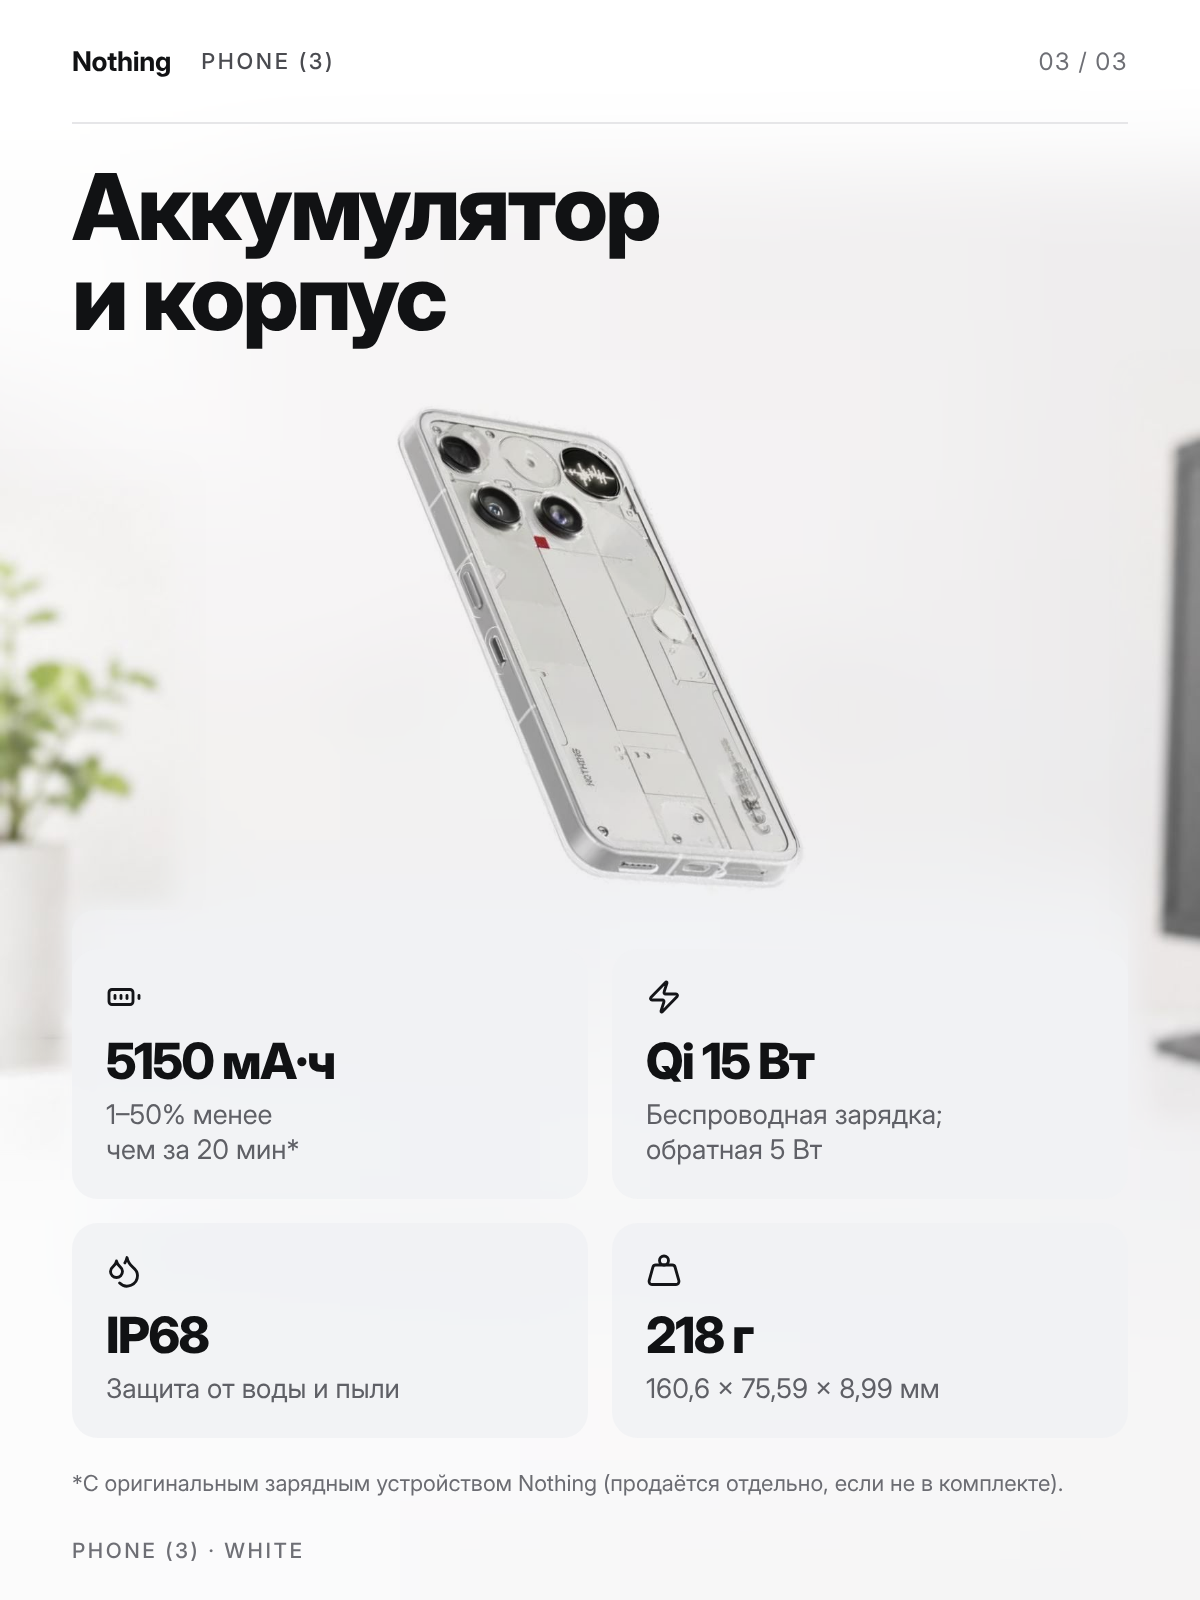 Nothing PHONE (3) 03 / 03
Аккумулятор
и корпус
NOTHING
5150 мА·ч
1–50% менее
чем за 20 мин*
Qi 15 Вт
Беспроводная зарядка;
обратная 5 Вт
IP68
Защита от воды и пыли
218 г
160,6 × 75,59 × 8,99 мм
*С оригинальным зарядным устройством Nothing (продаётся отдельно, если не в комплекте).
PHONE (3) · WHITE